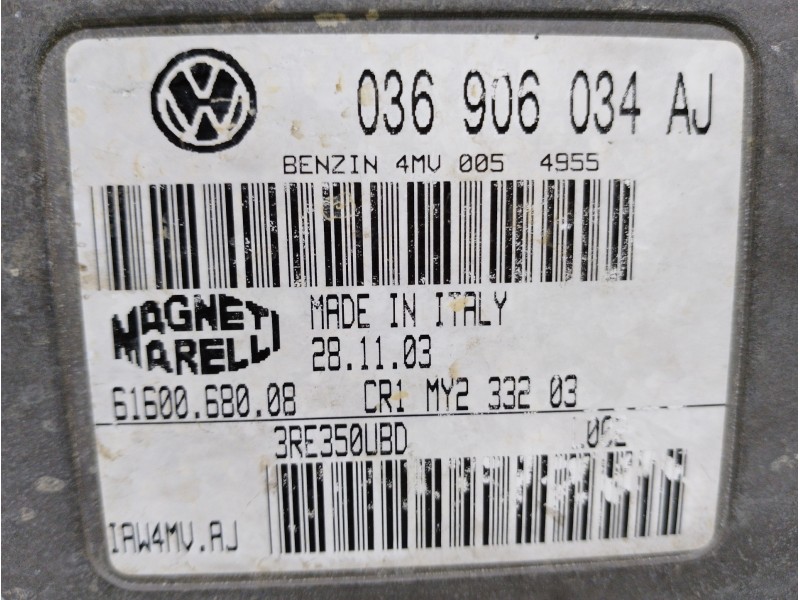 036 906 034 AJ
BENZIN 4MV 005 4955
MAGNETI MARELLI
MADE IN ITALY
28.11.03
61600.680.08 CR1 MY2 332 03
3RE350UBD
IAW4MV.AJ